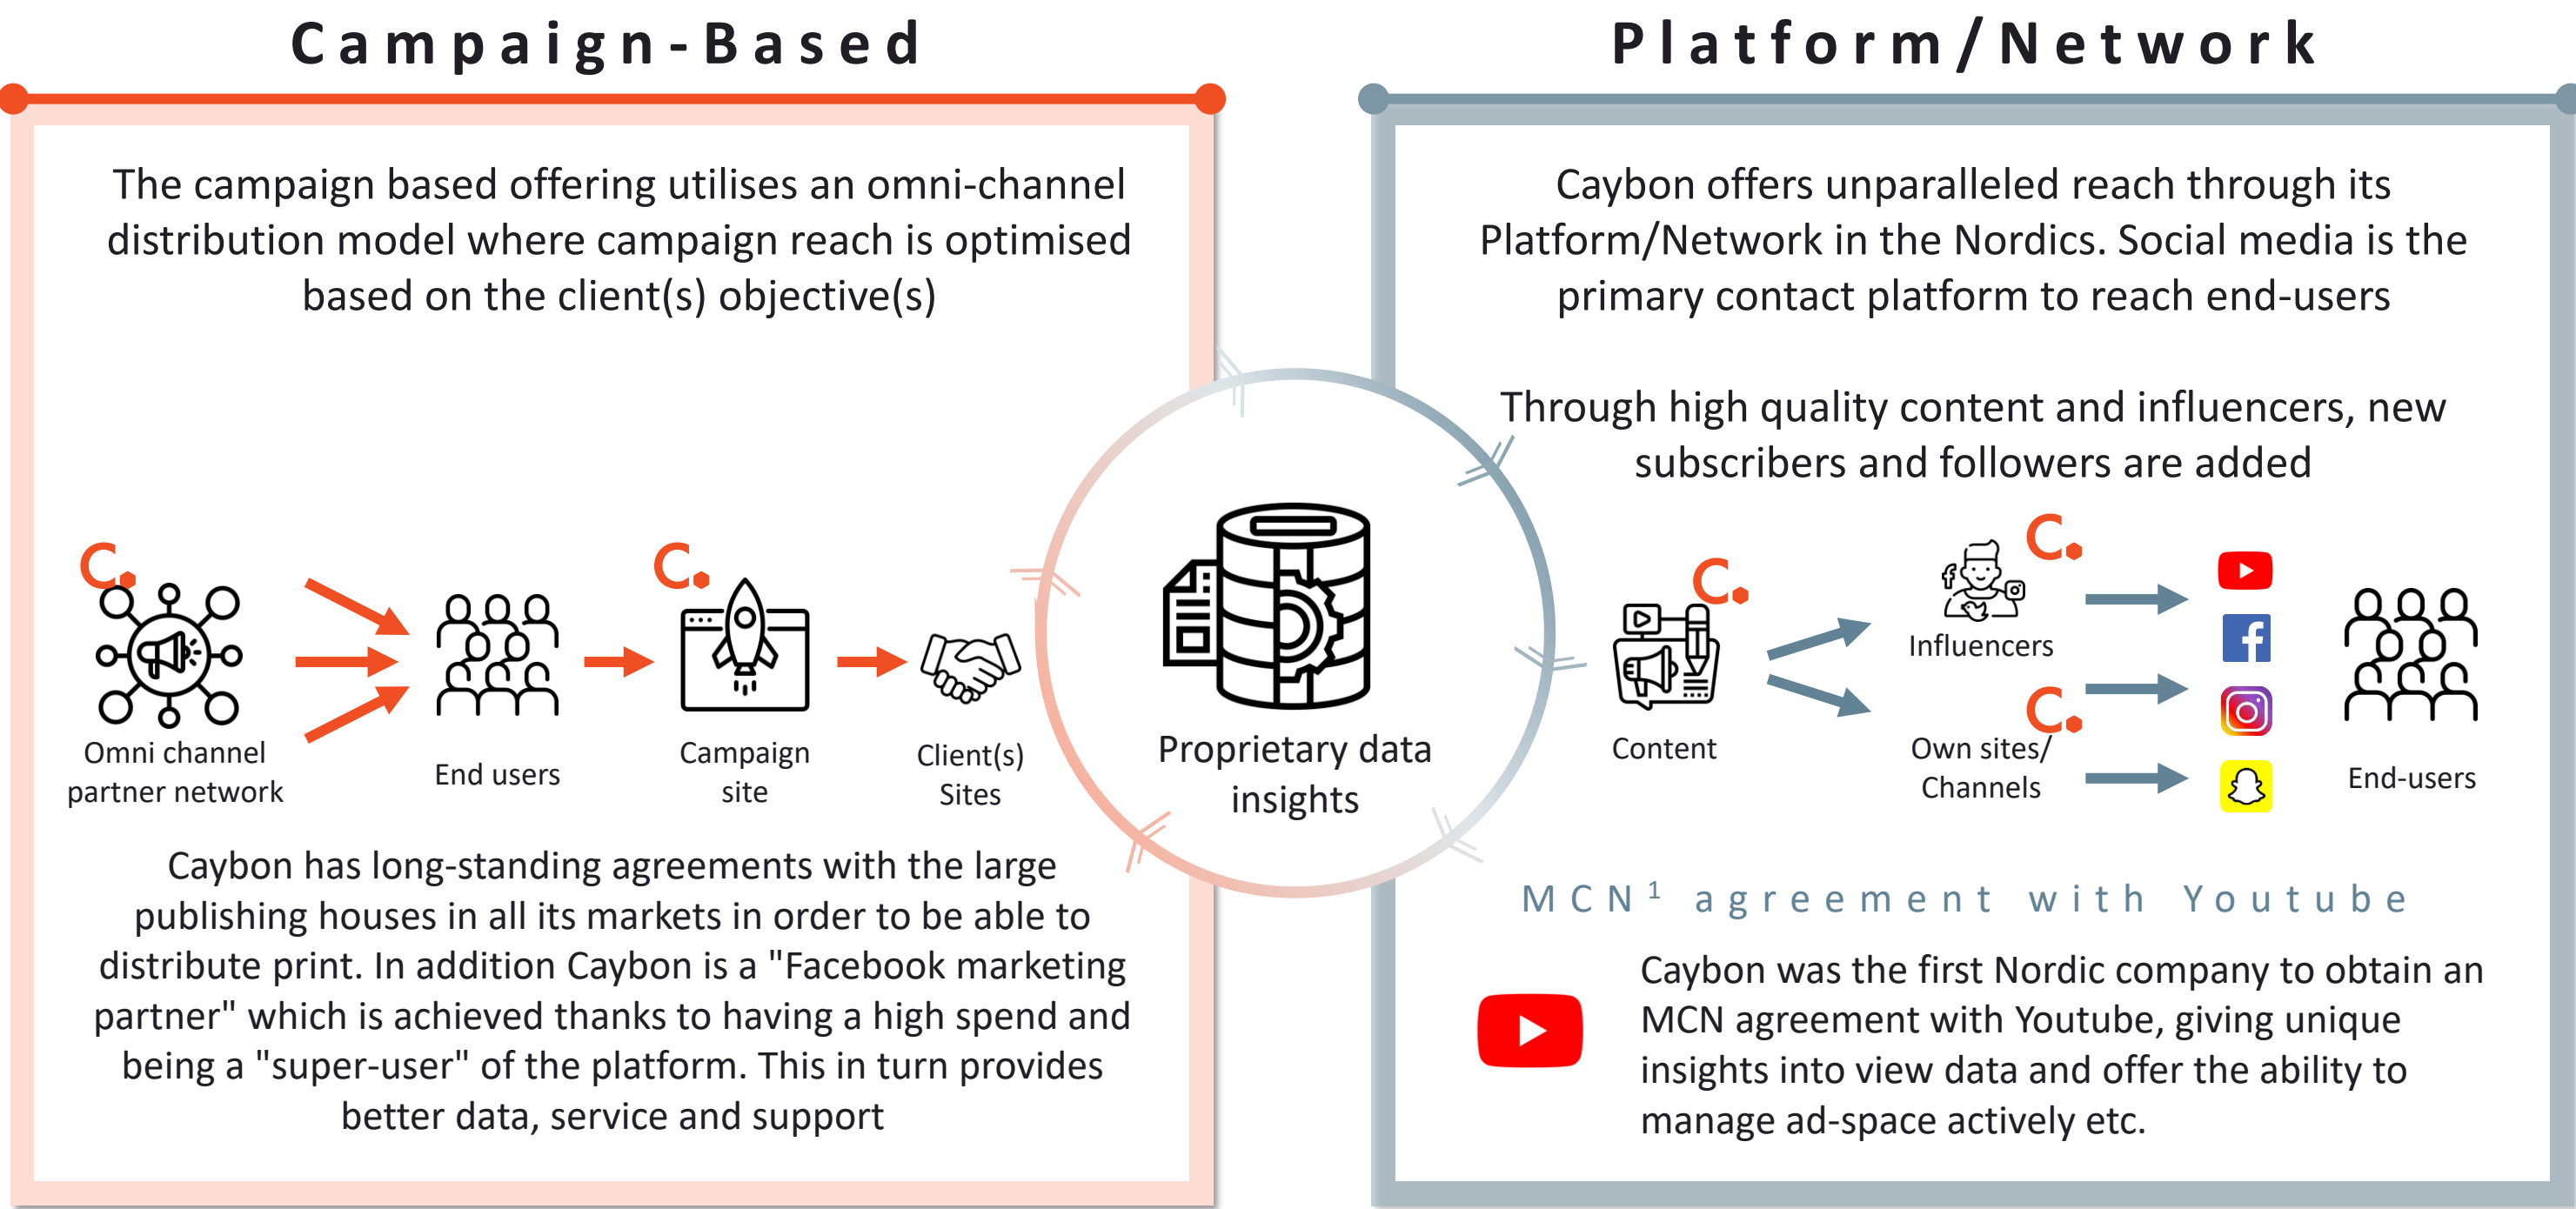 Campaign-Based
The campaign based offering utilises an omni-channel
distribution model where campaign reach is optimised
based on the client(s) objective(s)
Omni channel
partner network
End users
Campaign
site
Client(s)
Sites
Caybon has long-standing agreements with the large
publishing houses in all its markets in order to be able to
distribute print. In addition Caybon is a "Facebook marketing
partner" which is achieved thanks to having a high spend and
being a "super-user" of the platform. This in turn provides
better data, service and support
Proprietary data
insights
Platform/Network
Caybon offers unparalleled reach through its
Platform/Network in the Nordics. Social media is the
primary contact platform to reach end-users
Through high quality content and influencers, new
subscribers and followers are added
Content
Influencers
Own sites/
Channels
End-users
MCN¹ agreement with Youtube
Caybon was the first Nordic company to obtain an
MCN agreement with Youtube, giving unique
insights into view data and offer the ability to
manage ad-space actively etc.